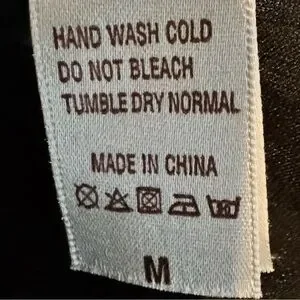 HAND WASH COLD
DO NOT BLEACH
TUMBLE DRY NORMAL
MADE IN CHINA
M